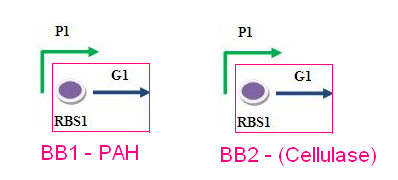 P1 P1
G1 G1
RBS1 RBS1
BB1 - PAH BB2 - (Cellulase)